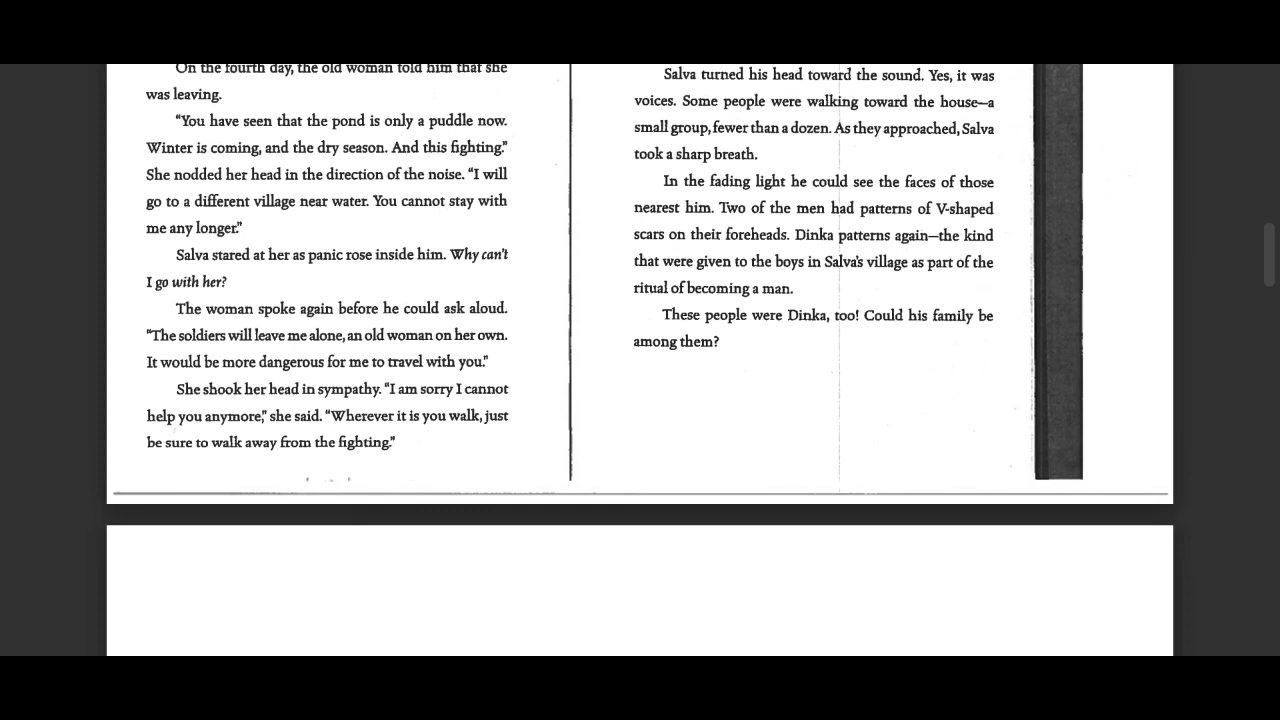 On the fourth day, the old woman told him that she
was leaving.
“You have seen that the pond is only a puddle now.
Winter is coming, and the dry season. And this fighting.”
She nodded her head in the direction of the noise. “I will
go to a different village near water. You cannot stay with
me any longer.”
Salva stared at her as panic rose inside him. Why can’t
I go with her?
The woman spoke again before he could ask aloud.
“The soldiers will leave me alone, an old woman on her own.
It would be more dangerous for me to travel with you.”
She shook her head in sympathy. “I am sorry I cannot
help you anymore,” she said. “Wherever it is you walk, just
be sure to walk away from the fighting.”
Salva turned his head toward the sound. Yes, it was
voices. Some people were walking toward the house—a
small group, fewer than a dozen. As they approached, Salva
took a sharp breath.
In the fading light he could see the faces of those
nearest him. Two of the men had patterns of V-shaped
scars on their foreheads. Dinka patterns again—the kind
that were given to the boys in Salva’s village as part of the
ritual of becoming a man.
These people were Dinka, too! Could his family be
among them?